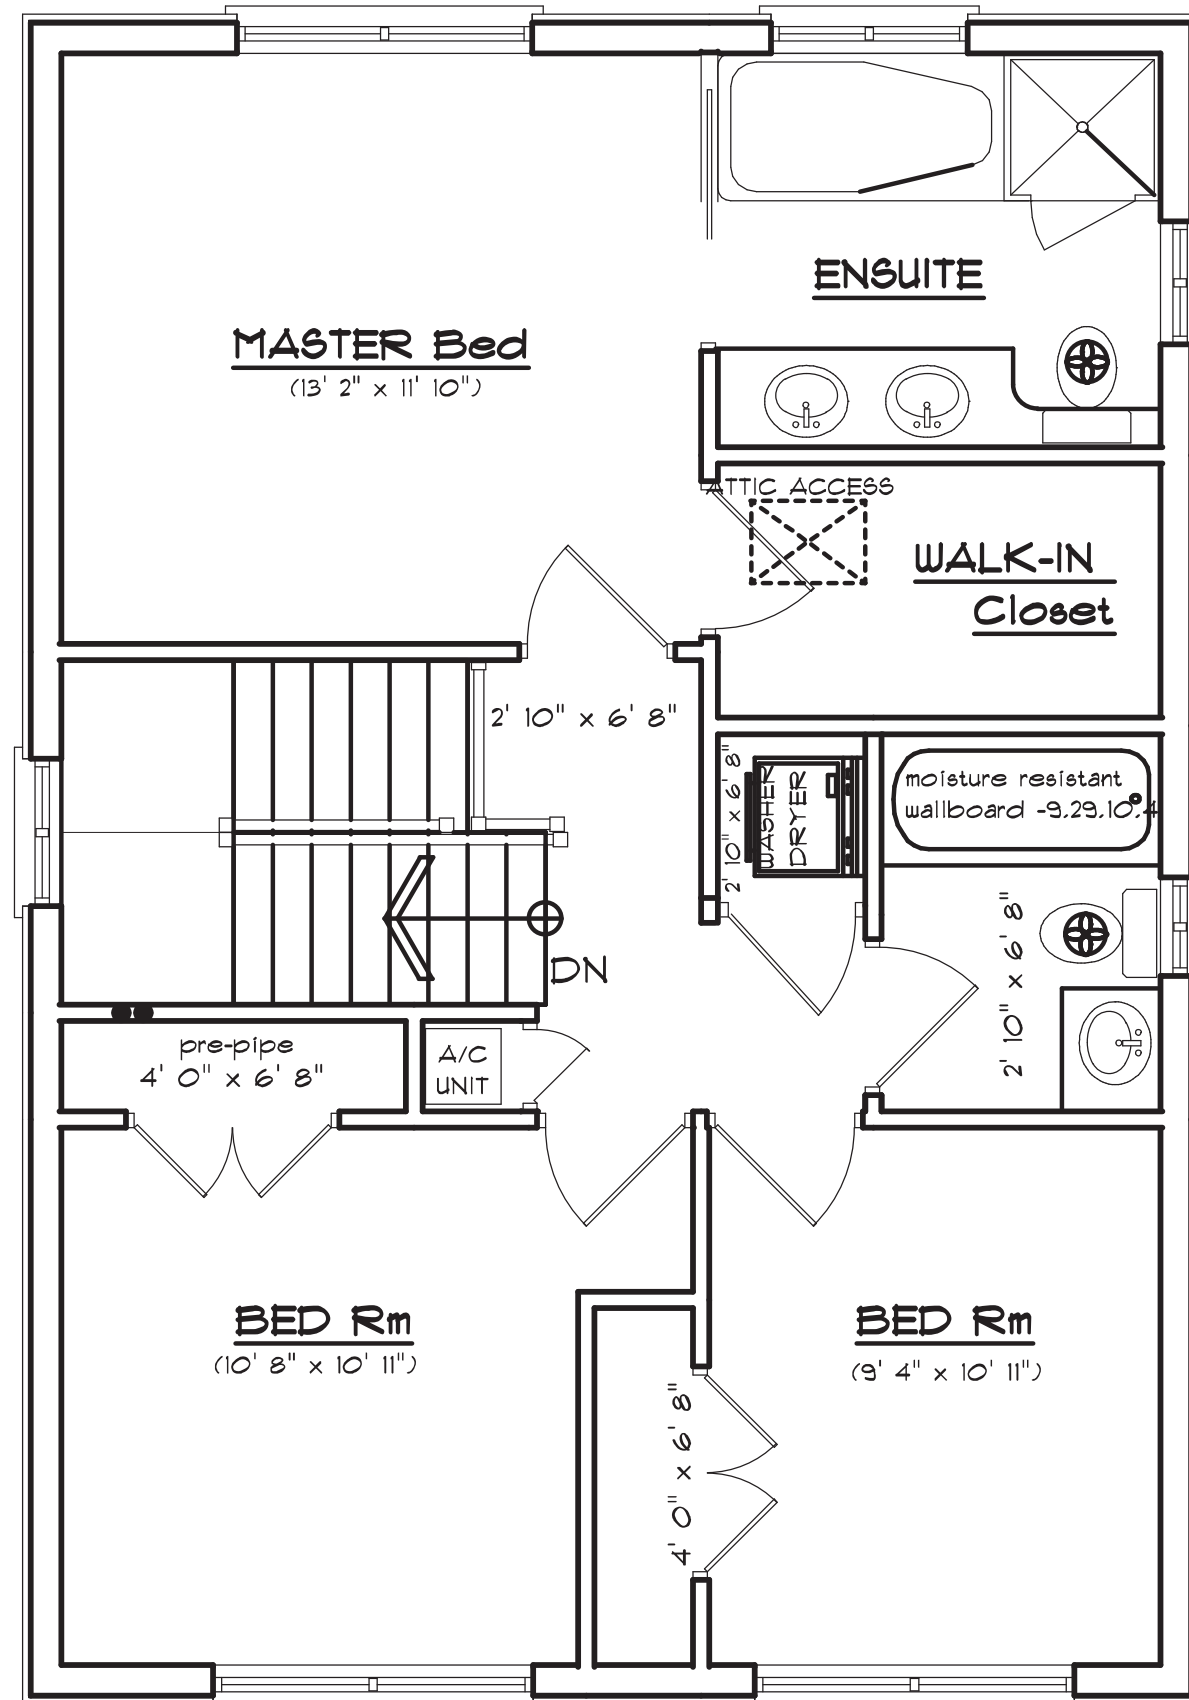 ENSUITE
MASTER Bed
(13' 2" x 11' 10")
ATTIC ACCESS
WALK-IN
Closet
2' 10" x 6' 8"
2' 10" x 6' 8"
WASHER
DRYER
moisture resistant
wallboard -9.29.10.4
2' 10" x 6' 8"
DN
pre-pipe
4' 0" x 6' 8"
A/C
UNIT
BED Rm
(10' 8" x 10' 11")
BED Rm
(9' 4" x 10' 11")
4' 0" x 6' 8"